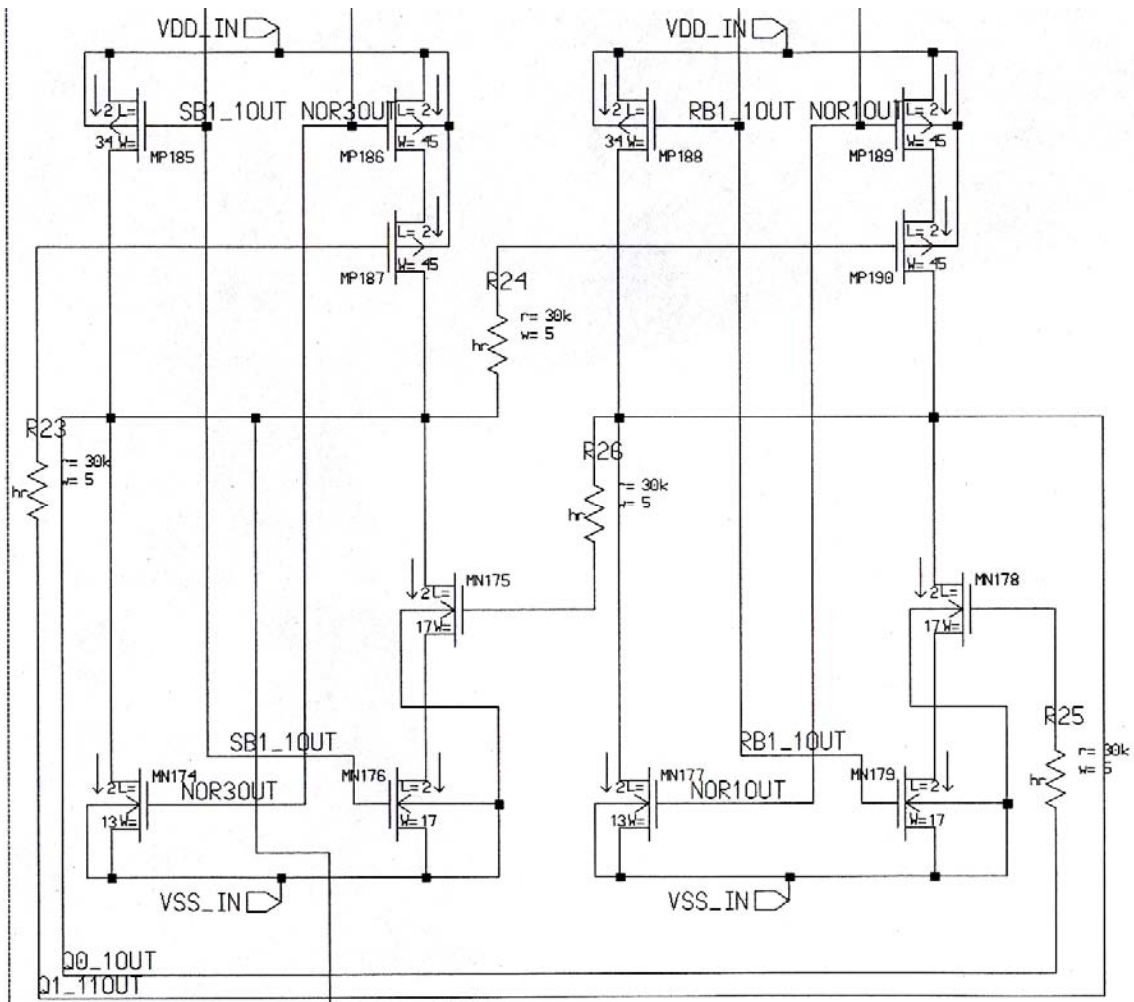 VDD_IN VDD_IN
2 L= SB1_1OUT NOR3OUT L= 2 2 L= RB1_1OUT NOR1OUT L= 2
34 W= W= 45 34 W= W= 45
MP185 MP186 MP188 MP189
L= 2 L= 2
W= 45 W= 45
MP187 R24 MP190
r= 30k
hr w= 5
R23 R26
r= 30k r= 30k
hr w= 5 hr w= 5
MN175 MN178
2 L= 2 L=
17 W= 17 W=
R25
SB1_1OUT RB1_1OUT r= 30k
hr w= 5
MN174 MN176 MN177 MN179
2 L= NOR3OUT L= 2 2 L= NOR1OUT L= 2
13 W= W= 17 13 W= W= 17
VSS_IN VSS_IN
Q0_1OUT
Q1_11OUT